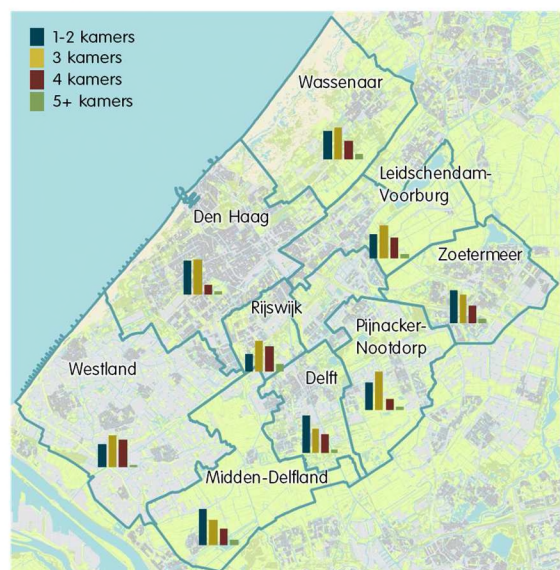 1-2 kamers
3 kamers
4 kamers
5+ kamers
Wassenaar
Leidschendam-
Voorburg
Den Haag
Zoetermeer
Rijswijk
Pijnacker-
Nootdorp
Westland
Delft
Midden-Delfland